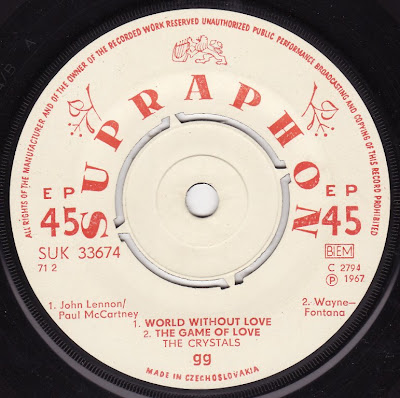 ALL RIGHTS OF THE MANUFACTURER AND OF THE OWNER OF THE RECORDED WORK RESERVED UNAUTHORIZED PUBLIC PERFORMANCE BROADCASTING AND COPYING OF THIS RECORD PROHIBITED
SUPRAPHON
EP
45
EP
45
SUK 33674
71 2
BIEM
C 2794
P 1967
1. John Lennon/
Paul McCartney
2. Wayne–
Fontana
1. WORLD WITHOUT LOVE
2. THE GAME OF LOVE
THE CRYSTALS
gg
MADE IN CZECHOSLOVAKIA